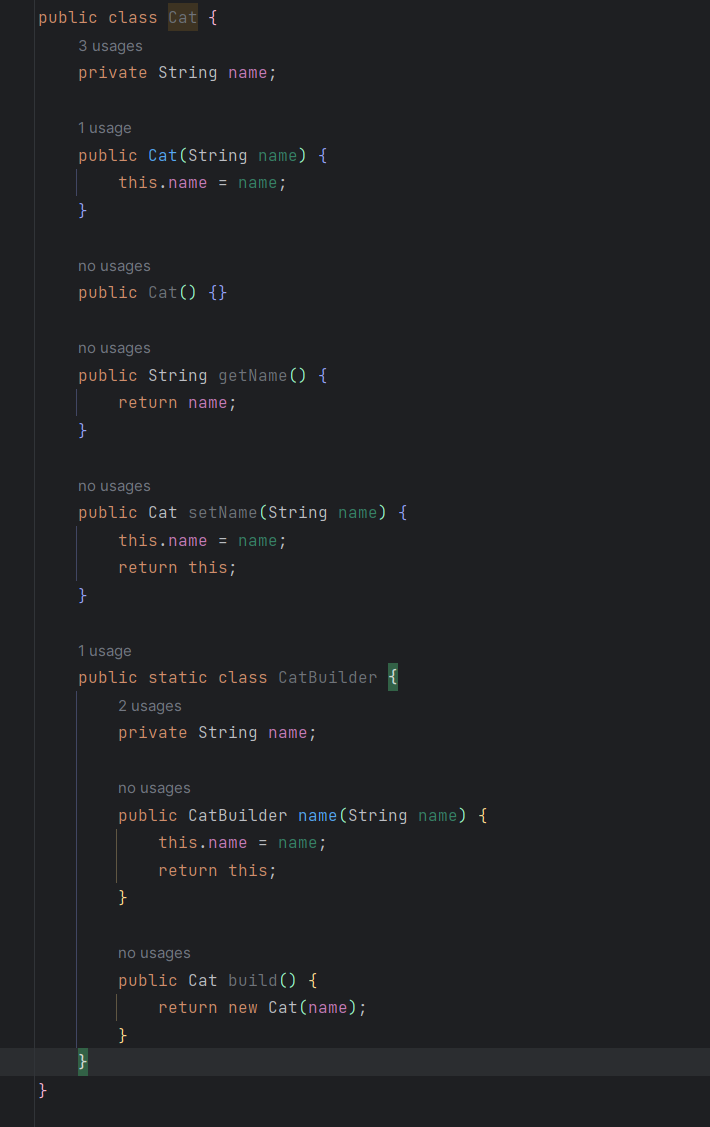 public class Cat {
3 usages
private String name;
1 usage
public Cat(String name) {
this.name = name;
}
no usages
public Cat() {}
no usages
public String getName() {
return name;
}
no usages
public Cat setName(String name) {
this.name = name;
return this;
}
1 usage
public static class CatBuilder {
2 usages
private String name;
no usages
public CatBuilder name(String name) {
this.name = name;
return this;
}
no usages
public Cat build() {
return new Cat(name);
}
}
}